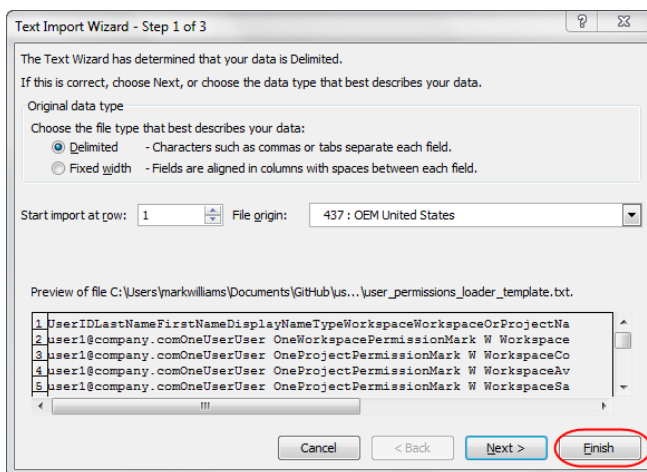 Text Import Wizard - Step 1 of 3
The Text Wizard has determined that your data is Delimited.
If this is correct, choose Next, or choose the data type that best describes your data.
Original data type
Choose the file type that best describes your data:
Delimited - Characters such as commas or tabs separate each field.
Fixed width - Fields are aligned in columns with spaces between each field.
Start import at row: 1 File origin: 437 : OEM United States
Preview of file C:\Users\markwilliams\Documents\GitHub\us...\user_permissions_loader_template.txt.
1 UserIDLastNameFirstNameDisplayNameTypeWorkspaceWorkspaceOrProjectNa
2 user1@company.comOneUserUser OneWorkspacePermissionMark W Workspace
3 user1@company.comOneUserUser OneProjectPermissionMark W WorkspaceCo
4 user1@company.comOneUserUser OneProjectPermissionMark W WorkspaceAv
5 user1@company.comOneUserUser OneProjectPermissionMark W WorkspaceSa
Cancel < Back Next > Finish